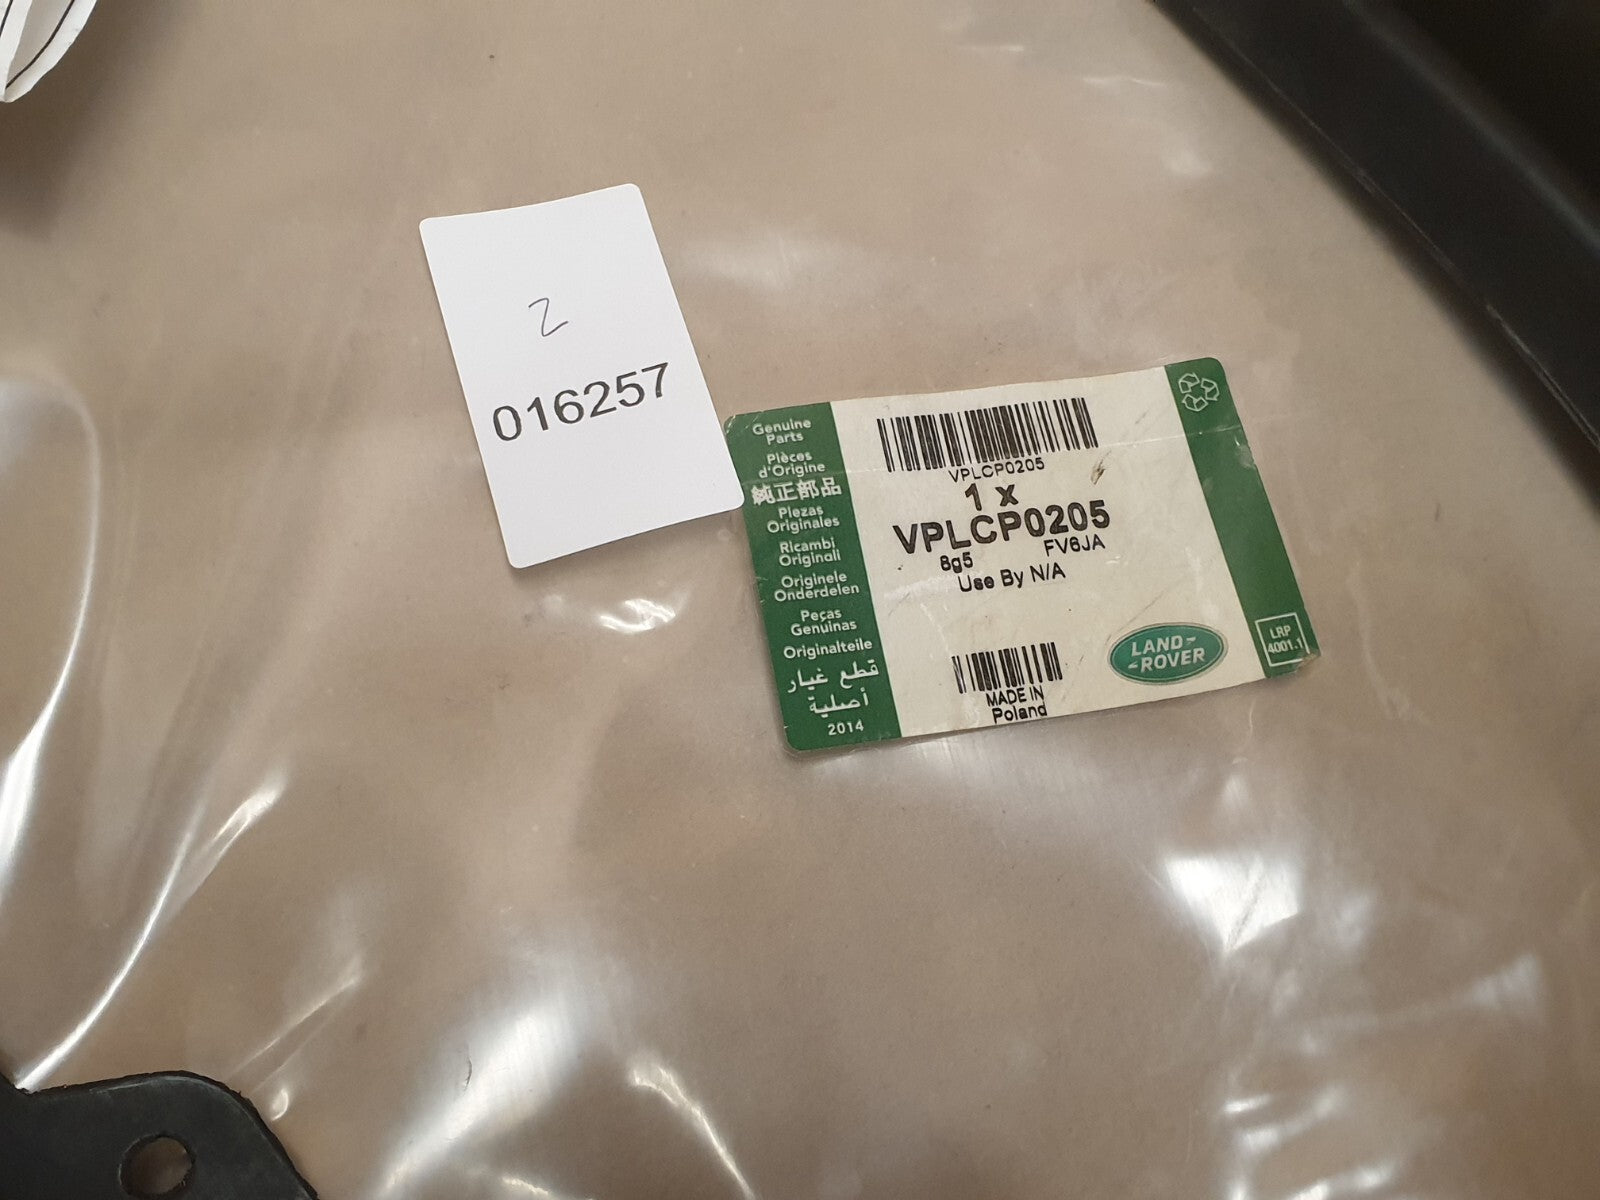 2
016257
Genuine
Parts
Pièces
d'Origine
純正部品
Piezas
Originales
Ricambi
Originali
Originele
Onderdelen
Peças
Genuinas
Originalteile
قطع غيار
أصلية
2014
VPLCP0205
1 x
VPLCP0205
8g5 FV6JA
Use By N/A
MADE IN
Poland
LAND-
-ROVER
LRP
4001.1